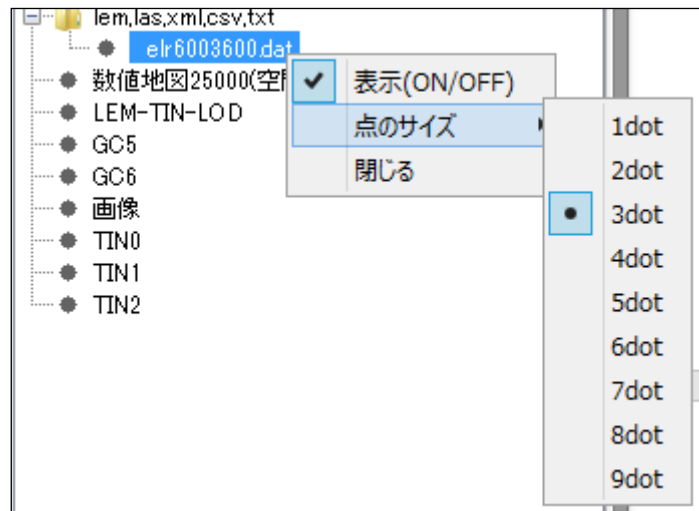 lem,las,xml,csv,txt
elr6003600.dat
数値地図25000(空間
LEM-TIN-LOD
GC5
GC6
画像
TIN0
TIN1
TIN2
表示(ON/OFF)
点のサイズ
閉じる
1dot
2dot
3dot
4dot
5dot
6dot
7dot
8dot
9dot